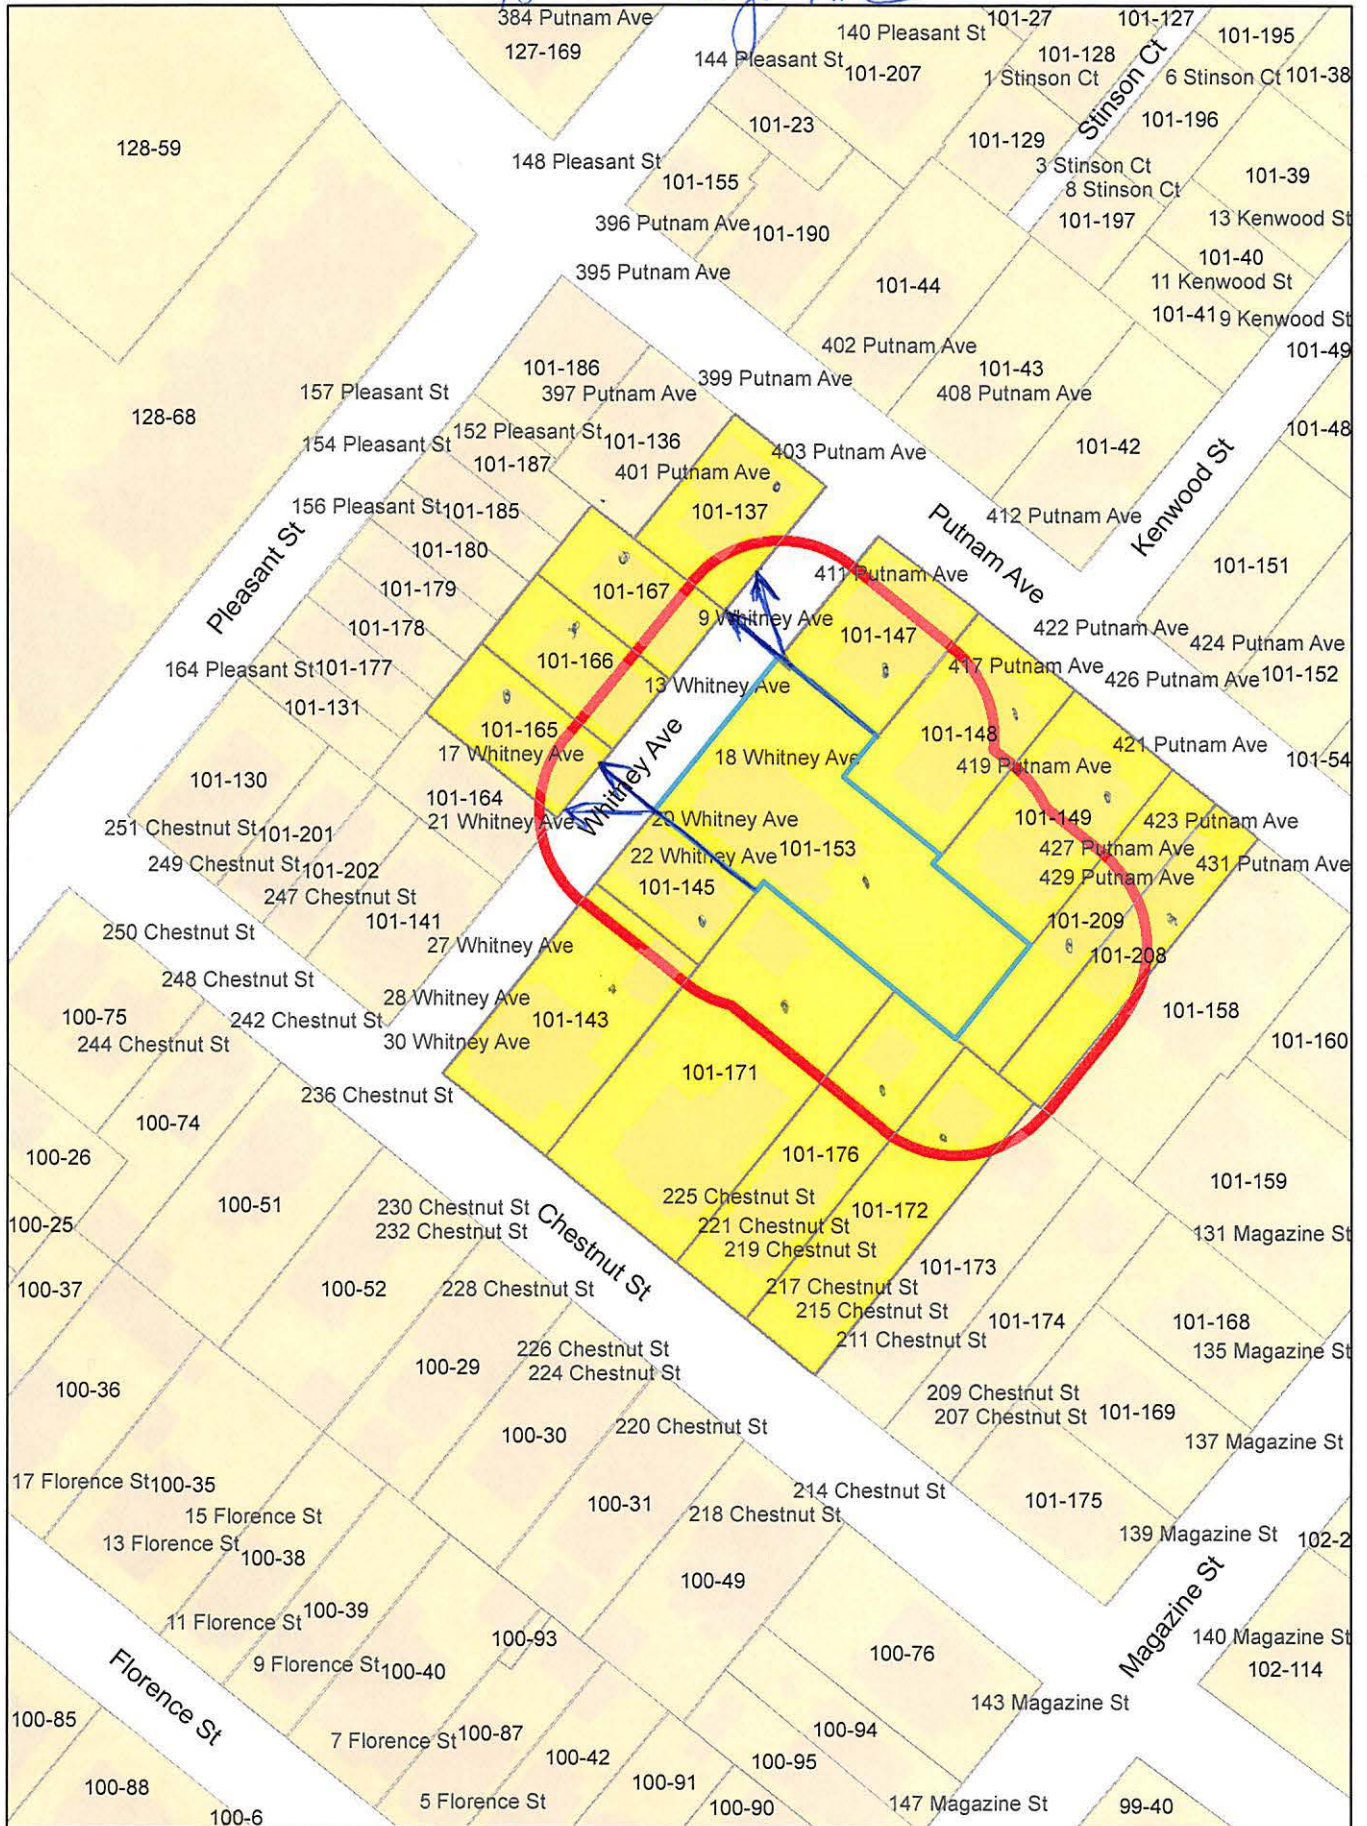 384 Putnam Ave
127-169
140 Pleasant St
101-27
101-127
101-195
144 Pleasant St
101-207
101-128
1 Stinson Ct
Stinson Ct
6 Stinson Ct
101-38
128-59
101-23
101-196
148 Pleasant St
101-155
101-129
3 Stinson Ct
8 Stinson Ct
101-39
396 Putnam Ave
101-190
101-197
13 Kenwood St
395 Putnam Ave
101-44
101-40
11 Kenwood St
101-41
9 Kenwood St
402 Putnam Ave
101-49
101-186
399 Putnam Ave
101-43
157 Pleasant St
397 Putnam Ave
408 Putnam Ave
128-68
154 Pleasant St
152 Pleasant St
101-136
101-187
401 Putnam Ave
403 Putnam Ave
101-42
101-48
Kenwood St
156 Pleasant St
101-185
101-137
412 Putnam Ave
Putnam Ave
Pleasant St
101-180
101-179
101-167
411 Putnam Ave
101-151
101-178
9 Whitney Ave
101-147
422 Putnam Ave
424 Putnam Ave
164 Pleasant St
101-177
101-166
417 Putnam Ave
426 Putnam Ave
101-152
101-131
13 Whitney Ave
101-165
17 Whitney Ave
Whitney Ave
101-148
421 Putnam Ave
101-54
18 Whitney Ave
419 Putnam Ave
101-130
101-164
21 Whitney Ave
20 Whitney Ave
101-149
423 Putnam Ave
251 Chestnut St
101-201
22 Whitney Ave
101-153
427 Putnam Ave
431 Putnam Ave
249 Chestnut St
101-202
101-145
429 Putnam Ave
247 Chestnut St
101-141
101-209
250 Chestnut St
27 Whitney Ave
101-208
248 Chestnut St
28 Whitney Ave
100-75
242 Chestnut St
101-143
101-158
244 Chestnut St
30 Whitney Ave
101-160
236 Chestnut St
101-171
100-74
100-26
101-176
101-159
100-51
225 Chestnut St
101-172
230 Chestnut St
Chestnut St
221 Chestnut St
100-25
232 Chestnut St
219 Chestnut St
131 Magazine St
101-173
100-37
100-52
228 Chestnut St
217 Chestnut St
215 Chestnut St
101-174
101-168
211 Chestnut St
135 Magazine St
226 Chestnut St
100-29
224 Chestnut St
100-36
209 Chestnut St
207 Chestnut St
101-169
100-30
220 Chestnut St
137 Magazine St
17 Florence St
100-35
214 Chestnut St
100-31
101-175
15 Florence St
218 Chestnut St
13 Florence St
139 Magazine St
102-2
100-38
100-49
Magazine St
11 Florence St
100-39
100-93
140 Magazine St
9 Florence St
100-40
100-76
102-114
Florence St
143 Magazine St
100-85
7 Florence St
100-87
100-94
100-42
100-95
100-88
100-91
5 Florence St
100-90
147 Magazine St
99-40
100-6